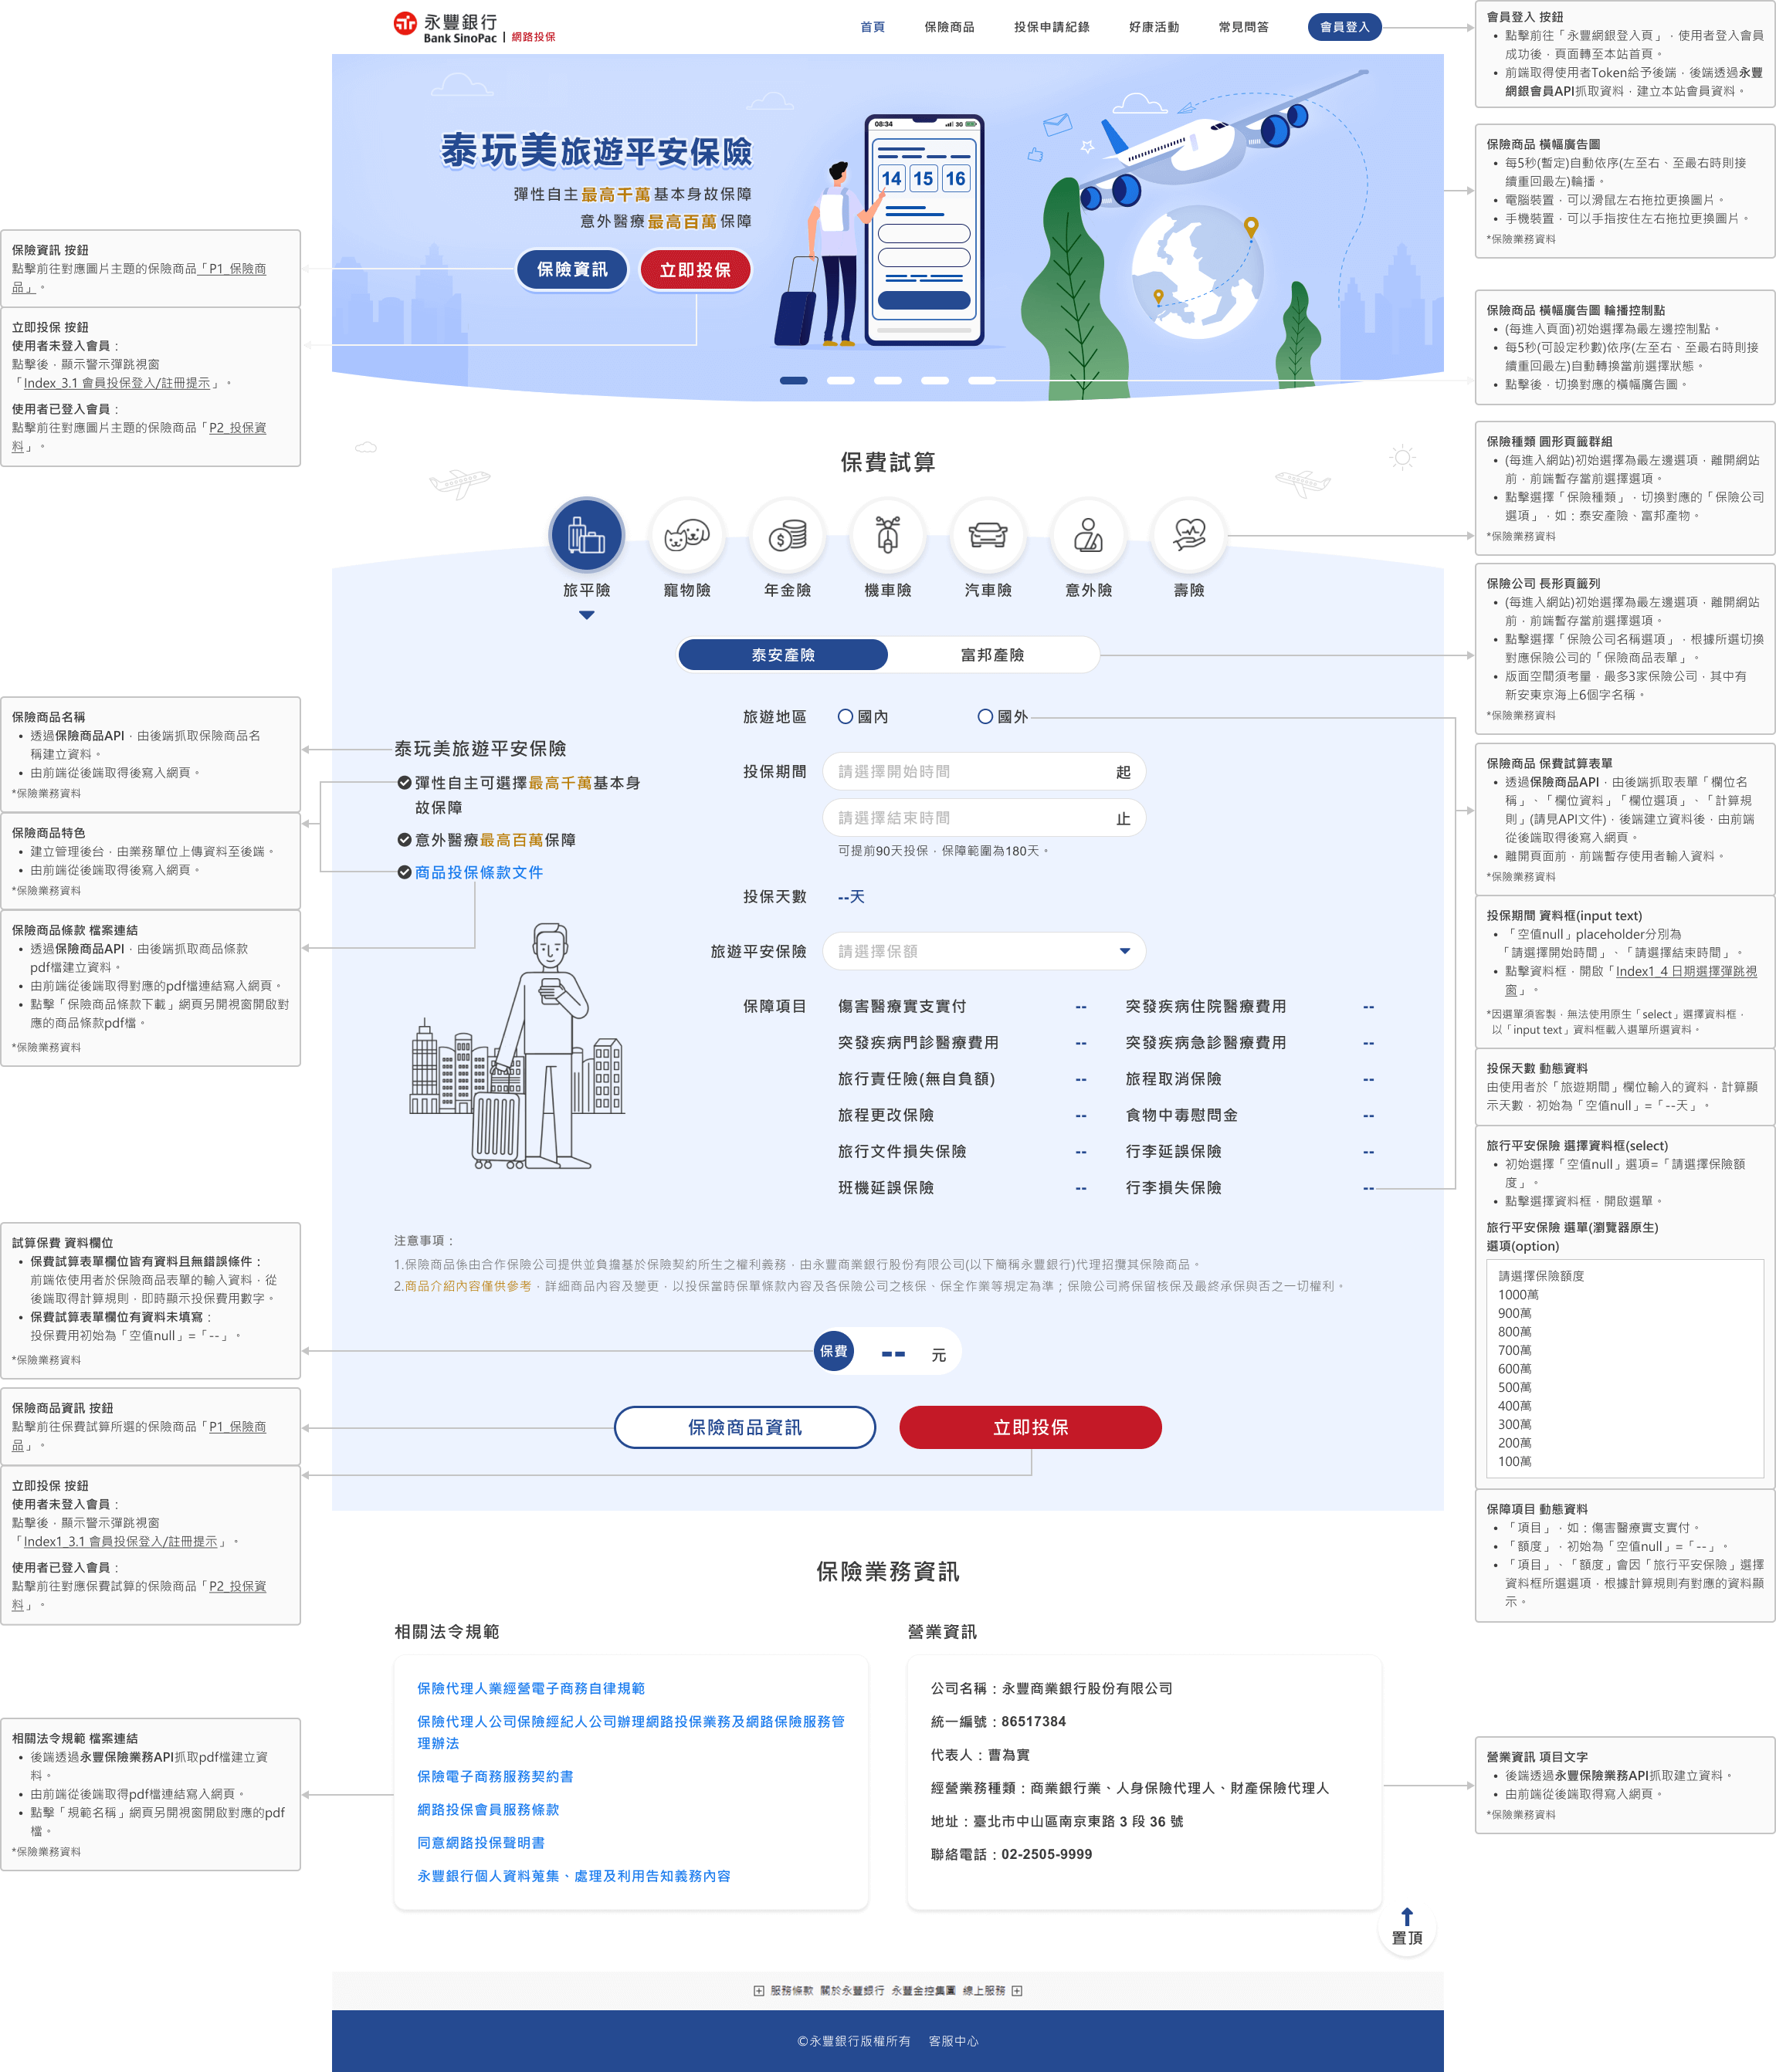 永豐銀行
Bank SinoPac
網路投保
首頁
保險商品
投保申請紀錄
好康活動
常見問答
會員登入
泰玩美旅遊平安保險
彈性自主最高千萬基本身故保障
意外醫療最高百萬保障
保險資訊
立即投保
08:34
3G
14 15 16
保費試算
旅平險
寵物險
年金險
機車險
汽車險
意外險
壽險
泰安產險
富邦產險
泰玩美旅遊平安保險
彈性自主可選擇最高千萬基本身
故保障
意外醫療最高百萬保障
商品投保條款文件
旅遊地區
國內
國外
投保期間
請選擇開始時間
起
請選擇結束時間
止
可提前90天投保，保障範圍為180天。
投保天數
--天
旅遊平安保險
請選擇保額
保障項目
傷害醫療實支實付 --
突發疾病住院醫療費用 --
突發疾病門診醫療費用 --
突發疾病急診醫療費用 --
旅行責任險(無自負額) --
旅程取消保險 --
旅程更改保險 --
食物中毒慰問金 --
旅行文件損失保險 --
行李延誤保險 --
班機延誤保險 --
行李損失保險 --
注意事項：
1.保險商品係由合作保險公司提供並負擔基於保險契約所生之權利義務，由永豐商業銀行股份有限公司(以下簡稱永豐銀行)代理招攬其保險商品。
2.商品介紹內容僅供參考，詳細商品內容及變更，以投保當時保單條款內容及各保險公司之核保、保全作業等規定為準；保險公司將保留核保及最終承保與否之一切權利。
保費
--
元
保險商品資訊
立即投保
保險業務資訊
相關法令規範
保險代理人業經營電子商務自律規範
保險代理人公司保險經紀人公司辦理網路投保業務及網路保險服務管
理辦法
保險電子商務服務契約書
網路投保會員服務條款
同意網路投保聲明書
永豐銀行個人資料蒐集、處理及利用告知義務內容
營業資訊
公司名稱：永豐商業銀行股份有限公司
統一編號：86517384
代表人：曹為實
經營業務種類：商業銀行業、人身保險代理人、財產保險代理人
地址：臺北市中山區南京東路 3 段 36 號
聯絡電話：02-2505-9999
置頂
服務條款
關於永豐銀行
永豐金控集團
線上服務
©永豐銀行版權所有
客服中心
保險資訊 按鈕
點擊前往對應圖片主題的保險商品「P1_保險商
品」。
立即投保 按鈕
使用者未登入會員：
點擊後，顯示警示彈跳視窗
「Index_3.1 會員投保登入/註冊提示」。
使用者已登入會員：
點擊前往對應圖片主題的保險商品「P2_投保資
料」。
保險商品名稱
• 透過保險商品API，由後端抓取保險商品名
稱建立資料。
• 由前端從後端取得後寫入網頁。
*保險業務資料
保險商品特色
• 建立管理後台，由業務單位上傳資料至後端。
• 由前端從後端取得後寫入網頁。
*保險業務資料
保險商品條款 檔案連結
• 透過保險商品API，由後端抓取商品條款
pdf檔建立資料。
• 由前端從後端取得對應的pdf檔連結寫入網頁。
• 點擊「保險商品條款下載」網頁另開視窗開啟對
應的商品條款pdf檔。
*保險業務資料
試算保費 資料欄位
• 保費試算表單欄位皆有資料且無錯誤條件：
前端依使用者於保險商品表單的輸入資料，從
後端取得計算規則，即時顯示投保費用數字。
• 保費試算表單欄位有資料未填寫：
投保費用初始為「空值null」=「--」。
*保險業務資料
保險商品資訊 按鈕
點擊前往保費試算所選的保險商品「P1_保險商
品」。
立即投保 按鈕
使用者未登入會員：
點擊後，顯示警示彈跳視窗
「Index1_3.1 會員投保登入/註冊提示」。
使用者已登入會員：
點擊前往對應保費試算的保險商品「P2_投保資
料」。
相關法令規範 檔案連結
• 後端透過永豐保險業務API抓取pdf檔建立資
料。
• 由前端從後端取得pdf檔連結寫入網頁。
• 點擊「規範名稱」網頁另開視窗開啟對應的pdf
檔。
*保險業務資料
會員登入 按鈕
• 點擊前往「永豐網銀登入頁」，使用者登入會員
成功後，頁面轉至本站首頁。
• 前端取得使用者Token給予後端，後端透過永豐
網銀會員API抓取資料，建立本站會員資料。
保險商品 橫幅廣告圖
• 每5秒(暫定)自動依序(左至右、至最右時則接
續重回最左)輪播。
• 電腦裝置，可以滑鼠左右拖拉更換圖片。
• 手機裝置，可以手指按住左右拖拉更換圖片。
*保險業務資料
保險商品 橫幅廣告圖 輪播控制點
• (每進入頁面)初始選擇為最左邊控制點。
• 每5秒(可設定秒數)依序(左至右、至最右時則接
續重回最左)自動轉換當前選擇狀態。
• 點擊後，切換對應的橫幅廣告圖。
保險種類 圓形頁籤群組
• (每進入網站)初始選擇為最左邊選項，離開網站
前，前端暫存當前選擇選項。
• 點擊選擇「保險種類」，切換對應的「保險公司
選項」，如：泰安產險、富邦產物。
*保險業務資料
保險公司 長形頁籤列
• (每進入網站)初始選擇為最左邊選項，離開網站
前，前端暫存當前選擇選項。
• 點擊選擇「保險公司名稱選項」，根據所選切換
對應保險公司的「保險商品表單」。
• 版面空間須考量，最多3家保險公司，其中有
新安東京海上6個字名稱。
*保險業務資料
保險商品 保費試算表單
• 透過保險商品API，由後端抓取表單「欄位名
稱」、「欄位資料」「欄位選項」、「計算規
則」(請見API文件)，後端建立資料後，由前端
從後端取得後寫入網頁。
• 離開頁面前，前端暫存使用者輸入資料。
*保險業務資料
投保期間 資料框(input text)
• 「空值null」placeholder分別為
「請選擇開始時間」、「請選擇結束時間」。
• 點擊資料框，開啟「Index1_4 日期選擇彈跳視
窗」。
*因選單須客製，無法使用原生「select」選擇資料框，
以「input text」資料框載入選單所選資料。
投保天數 動態資料
由使用者於「旅遊期間」欄位輸入的資料，計算顯
示天數，初始為「空值null」=「--天」。
旅行平安保險 選擇資料框(select)
• 初始選擇「空值null」選項=「請選擇保險額
度」。
• 點擊選擇資料框，開啟選單。
旅行平安保險 選單(瀏覽器原生)
選項(option)
請選擇保險額度
1000萬
900萬
800萬
700萬
600萬
500萬
400萬
300萬
200萬
100萬
保障項目 動態資料
• 「項目」，如：傷害醫療實支實付。
• 「額度」，初始為「空值null」=「--」。
• 「項目」、「額度」會因「旅行平安保險」選擇
資料框所選選項，根據計算規則有對應的資料顯
示。
營業資訊 項目文字
• 後端透過永豐保險業務API抓取建立資料。
• 由前端從後端取得寫入網頁。
*保險業務資料